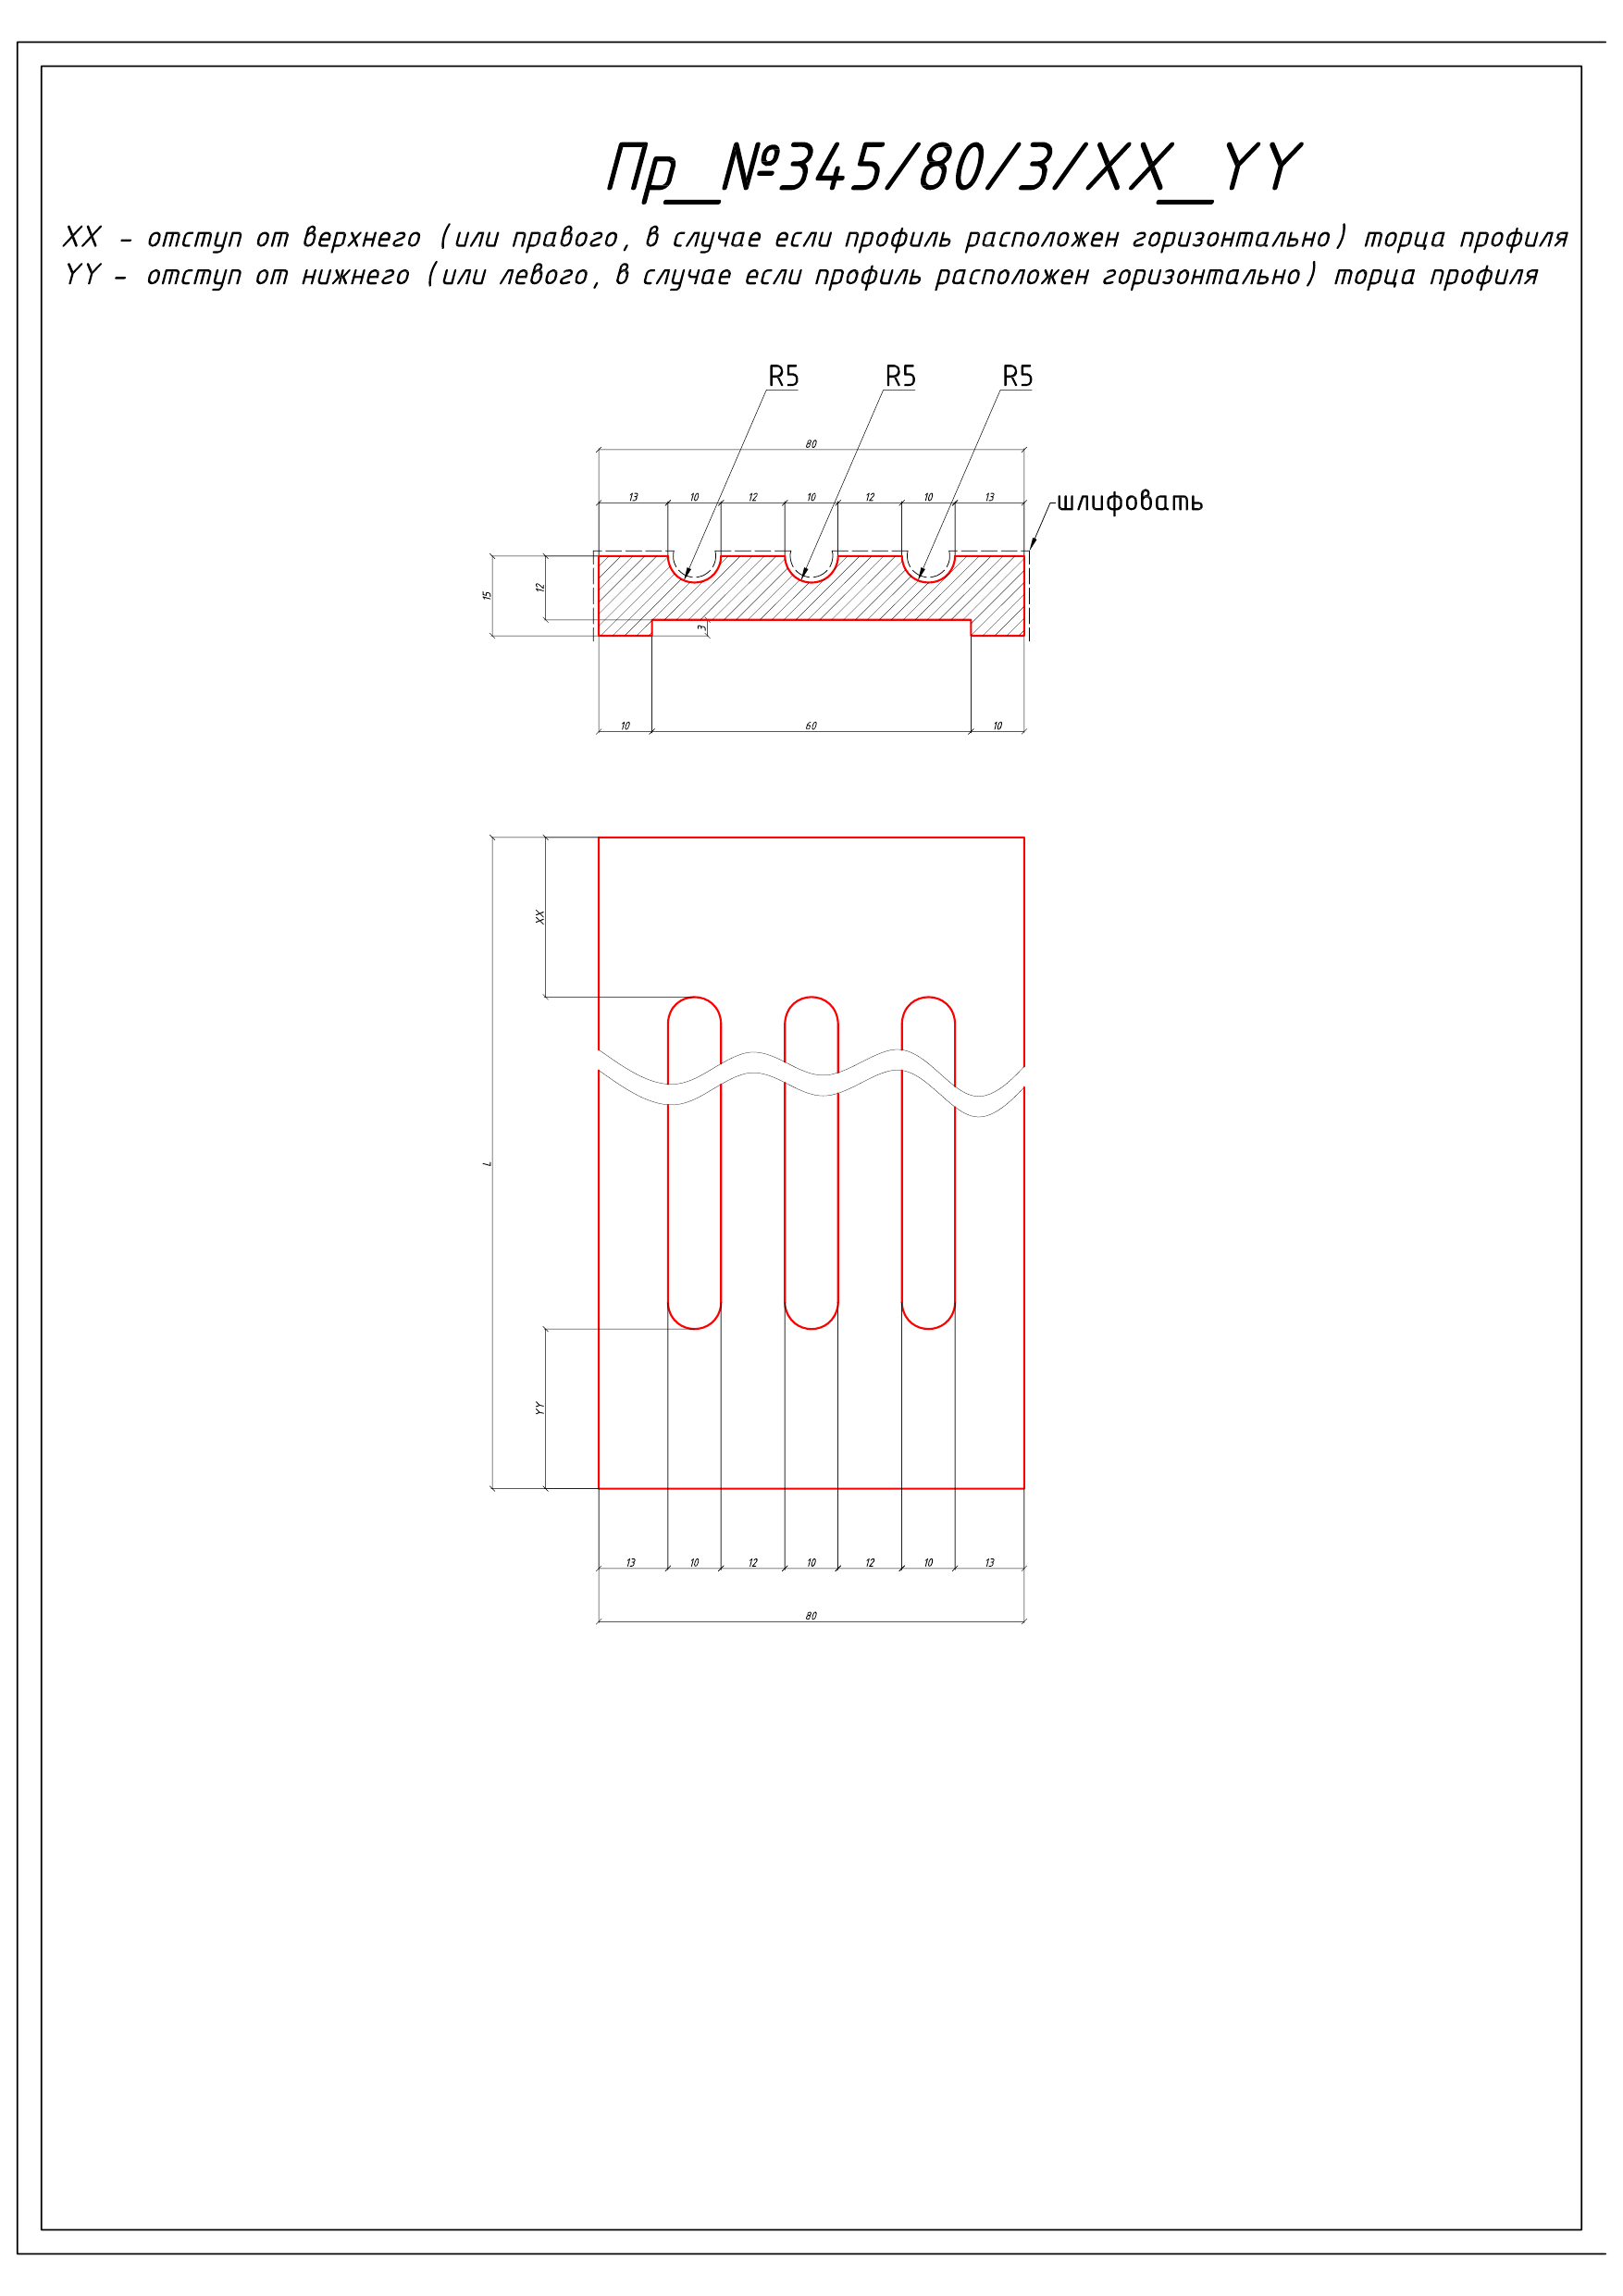 Пр_№345/80/3/XX_YY
XX - отступ от верхнего (или правого, в случае если профиль расположен горизонтально) торца профиля
YY - отступ от нижнего (или левого, в случае если профиль расположен горизонтально) торца профиля
R5 R5 R5
80
13 10 12 10 12 10 13
шлифовать
15 12
3
10 60 10
XX
L
YY
13 10 12 10 12 10 13
80